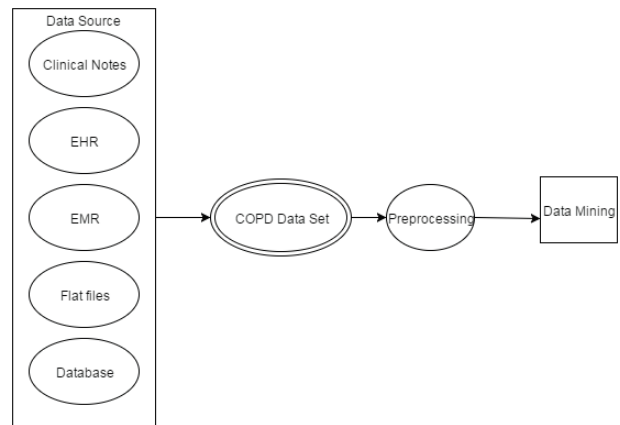 Data Source
Clinical Notes
EHR
EMR
Flat files
Database
COPD Data Set
Preprocessing
Data Mining